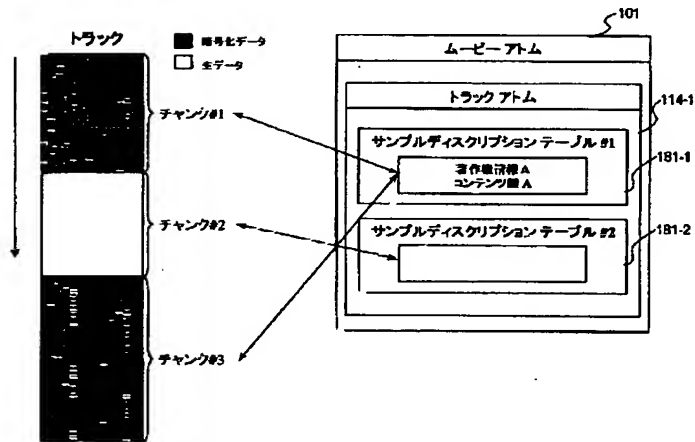 トラック
暗号化データ
生データ
チャンク#1
チャンク#2
チャンク#3
101
ムービー アトム
トラック アトム
114-1
サンプルディスクリプション テーブル #1
著作権情報 A
コンテンツ鍵 A
181-1
サンプルディスクリプション テーブル #2
181-2